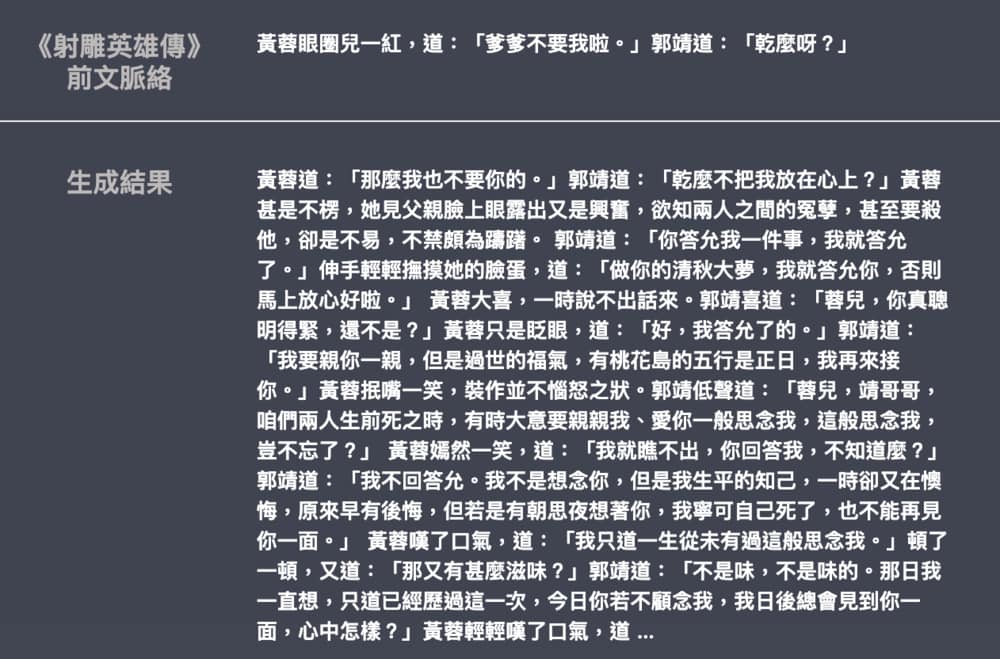 《射雕英雄傳》
前文脈絡
黃蓉眼圈兒一紅，道：「爹爹不要我啦。」郭靖道：「乾麼呀？」
生成結果
黃蓉道：「那麼我也不要你的。」郭靖道：「乾麼不把我放在心上？」黃蓉
甚是不楞，她見父親臉上眼露出又是興奮，欲知兩人之間的冤孽，甚至要殺
他，卻是不易，不禁頗為躊躇。 郭靖道：「你答允我一件事，我就答允
了。」伸手輕輕撫摸她的臉蛋，道：「做你的清秋大夢，我就答允你，否則
馬上放心好啦。」 黃蓉大喜，一時說不出話來。郭靖喜道：「蓉兒，你真聰
明得緊，還不是？」黃蓉只是眨眼，道：「好，我答允了的。」郭靖道：
「我要親你一親，但是過世的福氣，有桃花島的五行是正日，我再來接
你。」黃蓉抿嘴一笑，裝作並不惱怒之狀。郭靖低聲道：「蓉兒，靖哥哥，
咱們兩人生前死之時，有時大意要親親我、愛你一般思念我，這般思念我，
豈不忘了？」 黃蓉嫣然一笑，道：「我就瞧不出，你回答我，不知道麼？」
郭靖道：「我不回答允。我不是想念你，但是我生平的知己，一時卻又在懊
悔，原來早有後悔，但若是有朝思夜想著你，我寧可自己死了，也不能再見
你一面。」 黃蓉嘆了口氣，道：「我只道一生從未有過這般思念我。」頓了
一頓，又道：「那又有甚麼滋味？」郭靖道：「不是味，不是味的。那日我
一直想，只道已經歷過這一次，今日你若不顧念我，我日後總會見到你一
面，心中怎樣？」黃蓉輕輕嘆了口氣，道 ...